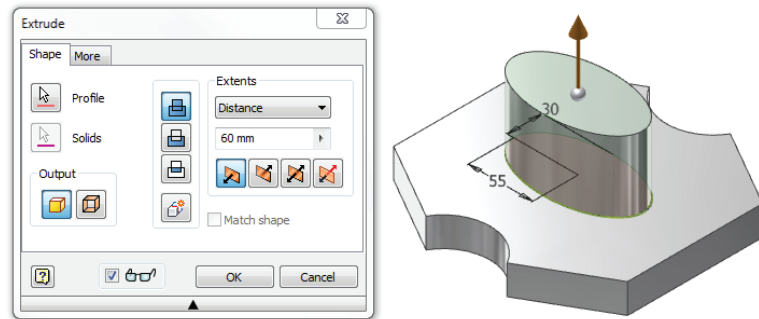 Extrude
Shape More
Profile
Solids
Output
Extents
Distance
60 mm
Match shape
OK Cancel
30
55